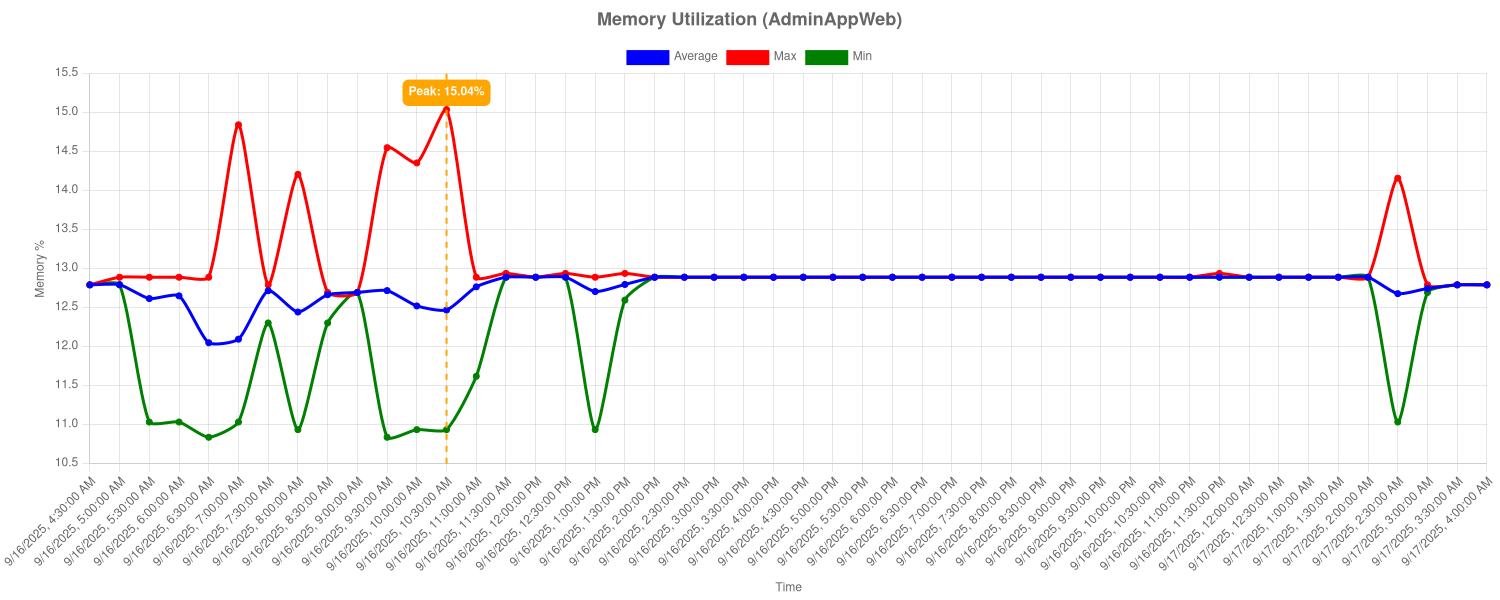 Memory Utilization (AdminAppWeb)
Average Max Min
Peak: 15.04%
15.5
15.0
14.5
14.0
13.5
13.0
12.5
12.0
11.5
11.0
10.5
Memory %
9/16/2025, 4:30:00 AM
9/16/2025, 5:00:00 AM
9/16/2025, 5:30:00 AM
9/16/2025, 6:00:00 AM
9/16/2025, 6:30:00 AM
9/16/2025, 7:00:00 AM
9/16/2025, 7:30:00 AM
9/16/2025, 8:00:00 AM
9/16/2025, 8:30:00 AM
9/16/2025, 9:00:00 AM
9/16/2025, 9:30:00 AM
9/16/2025, 10:00:00 AM
9/16/2025, 10:30:00 AM
9/16/2025, 11:00:00 AM
9/16/2025, 11:30:00 AM
9/16/2025, 12:00:00 PM
9/16/2025, 12:30:00 PM
9/16/2025, 1:00:00 PM
9/16/2025, 1:30:00 PM
9/16/2025, 2:00:00 PM
9/16/2025, 2:30:00 PM
9/16/2025, 3:00:00 PM
9/16/2025, 3:30:00 PM
9/16/2025, 4:00:00 PM
9/16/2025, 4:30:00 PM
9/16/2025, 5:00:00 PM
9/16/2025, 5:30:00 PM
9/16/2025, 6:00:00 PM
9/16/2025, 6:30:00 PM
9/16/2025, 7:00:00 PM
9/16/2025, 7:30:00 PM
9/16/2025, 8:00:00 PM
9/16/2025, 8:30:00 PM
9/16/2025, 9:00:00 PM
9/16/2025, 9:30:00 PM
9/16/2025, 10:00:00 PM
9/16/2025, 10:30:00 PM
9/16/2025, 11:00:00 PM
9/16/2025, 11:30:00 PM
9/17/2025, 12:00:00 AM
9/17/2025, 12:30:00 AM
9/17/2025, 1:00:00 AM
9/17/2025, 1:30:00 AM
9/17/2025, 2:00:00 AM
9/17/2025, 2:30:00 AM
9/17/2025, 3:00:00 AM
9/17/2025, 3:30:00 AM
9/17/2025, 4:00:00 AM
Time